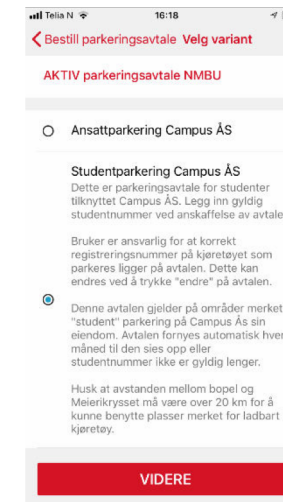 Telia N 16:18
Bestill parkeringsavtale Velg variant
AKTIV parkeringsavtale NMBU
Ansattparkering Campus ÅS
Studentparkering Campus ÅS
Dette er parkeringsavtale for studenter
tilknyttet Campus ÅS. Legg inn gyldig
studentnummer ved anskaffelse av avtale
Bruker er ansvarlig for at korrekt
registreringsnummer på kjøretøyet som
parkeres ligger på avtalen. Dette kan
endres ved å trykke "endre" på avtalen.
Denne avtalen gjelder på områder merket
"student" parkering på Campus Ås sin
eiendom. Avtalen fornyes automatisk hver
måned til den sies opp eller
studentnummer ikke er gyldig lenger.
Husk at avstanden mellom bopel og
Meierikrysset må være over 20 km for å
kunne benytte plasser merket for ladbart
kjøretøy.
VIDERE